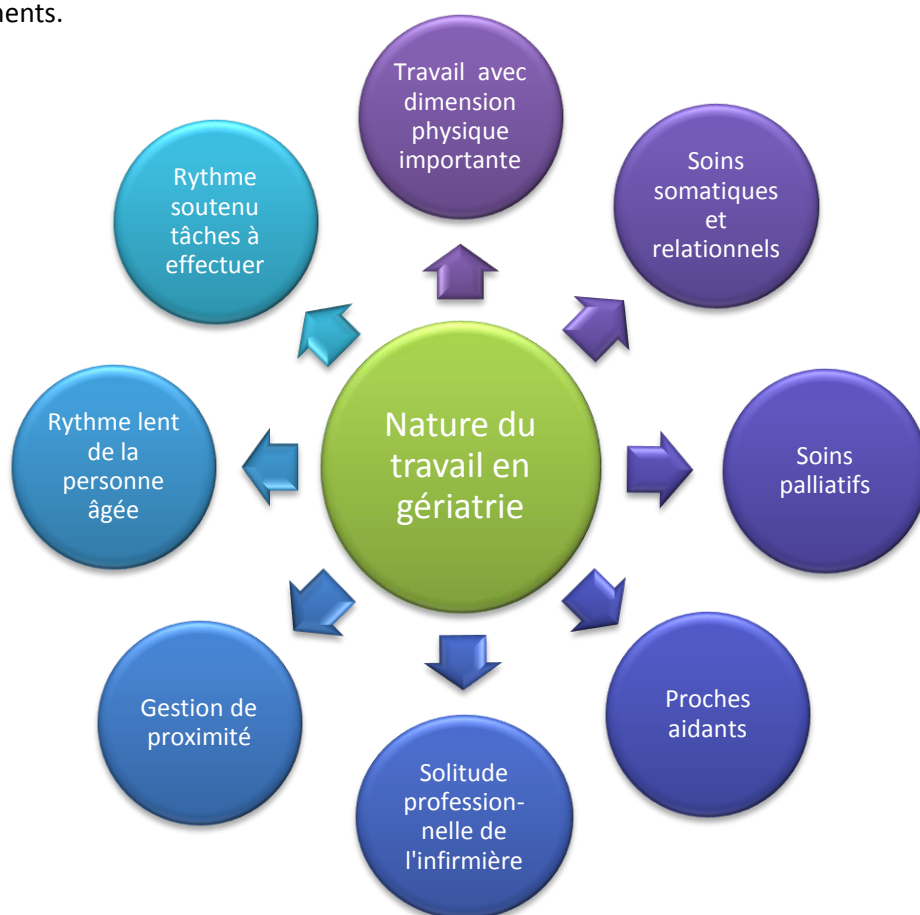 nents.
Travail avec
dimension
physique
importante
Soins
somatiques
et
relationnels
Soins
palliatifs
Proches
aidants
Solitude
profession-
nelle de
l'infirmière
Gestion de
proximité
Rythme lent
de la
personne
âgée
Rythme
soutenu
tâches à
effectuer
Nature du
travail en
gériatrie